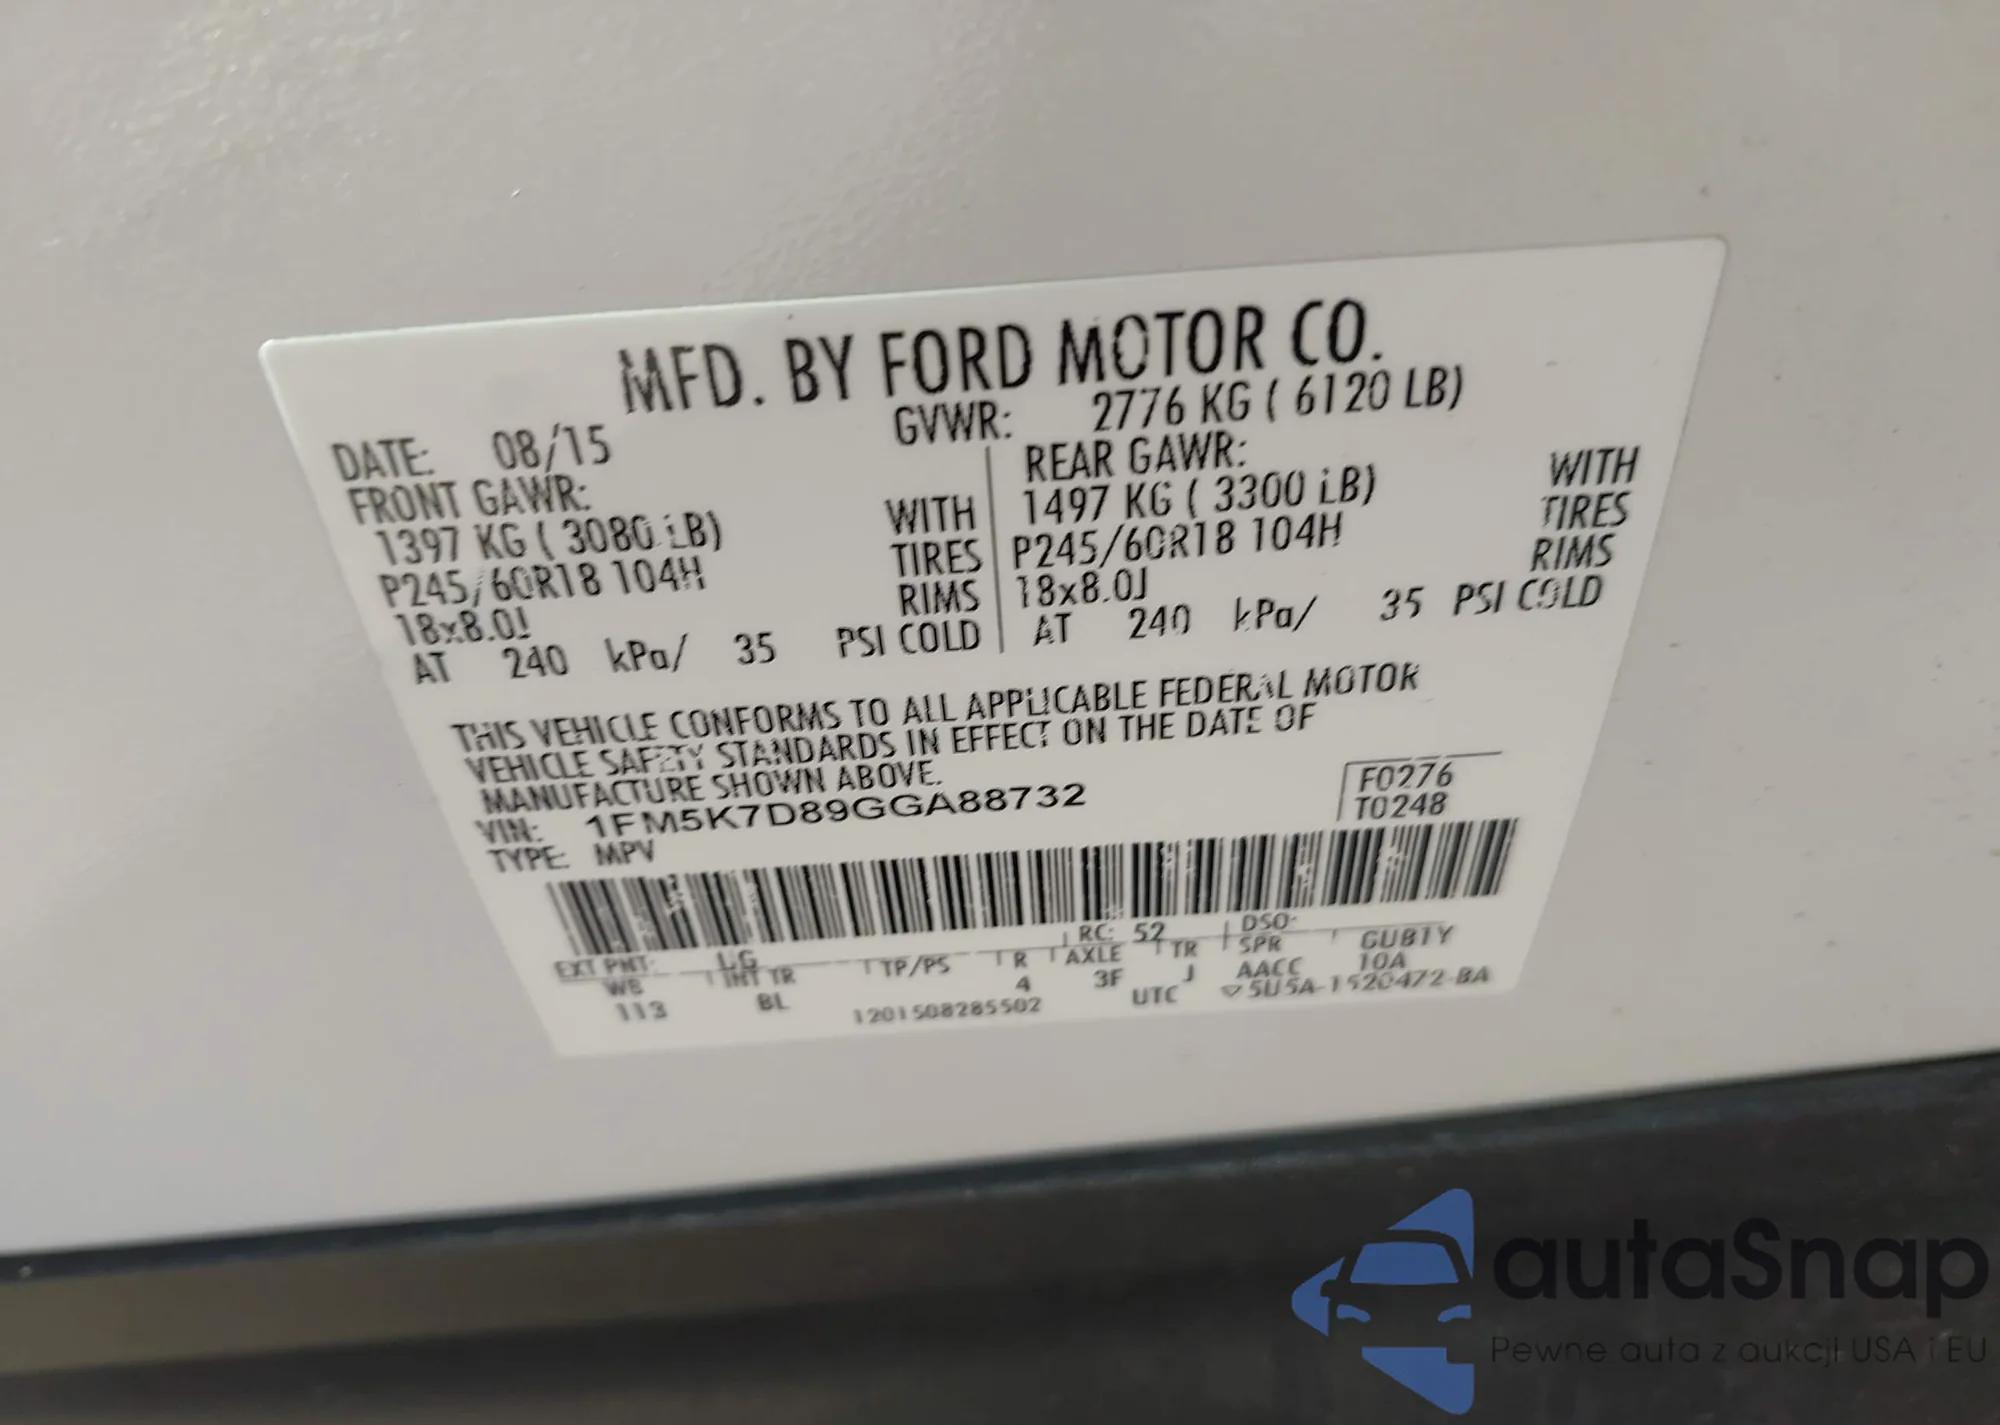 MFD. BY FORD MOTOR CO.
DATE: 08/15 GVWR: 2776 KG ( 6120 LB)
FRONT GAWR: REAR GAWR:
1397 KG ( 3080 LB) WITH 1497 KG ( 3300 LB) WITH
P245/60R18 104H TIRES P245/60R18 104H TIRES
18x8.0J RIMS 18x8.0J RIMS
AT 240 kPa/ 35 PSI COLD AT 240 kPa/ 35 PSI COLD
THIS VEHICLE CONFORMS TO ALL APPLICABLE FEDERAL MOTOR
VEHICLE SAFETY STANDARDS IN EFFECT ON THE DATE OF
MANUFACTURE SHOWN ABOVE.
VIN: 1FM5K7D89GGA88732
TYPE: MPV
F0276
T0248
EXT PNT: LG RC: 52 DSO:
WB INT TR TP/PS R AXLE TR SPR GUB1Y
113 BL 4 3F J AACC 10A
1201508285502 UTC 5U5A-1520472-BA
autaSnap
Pewne auta z aukcji USA i EU